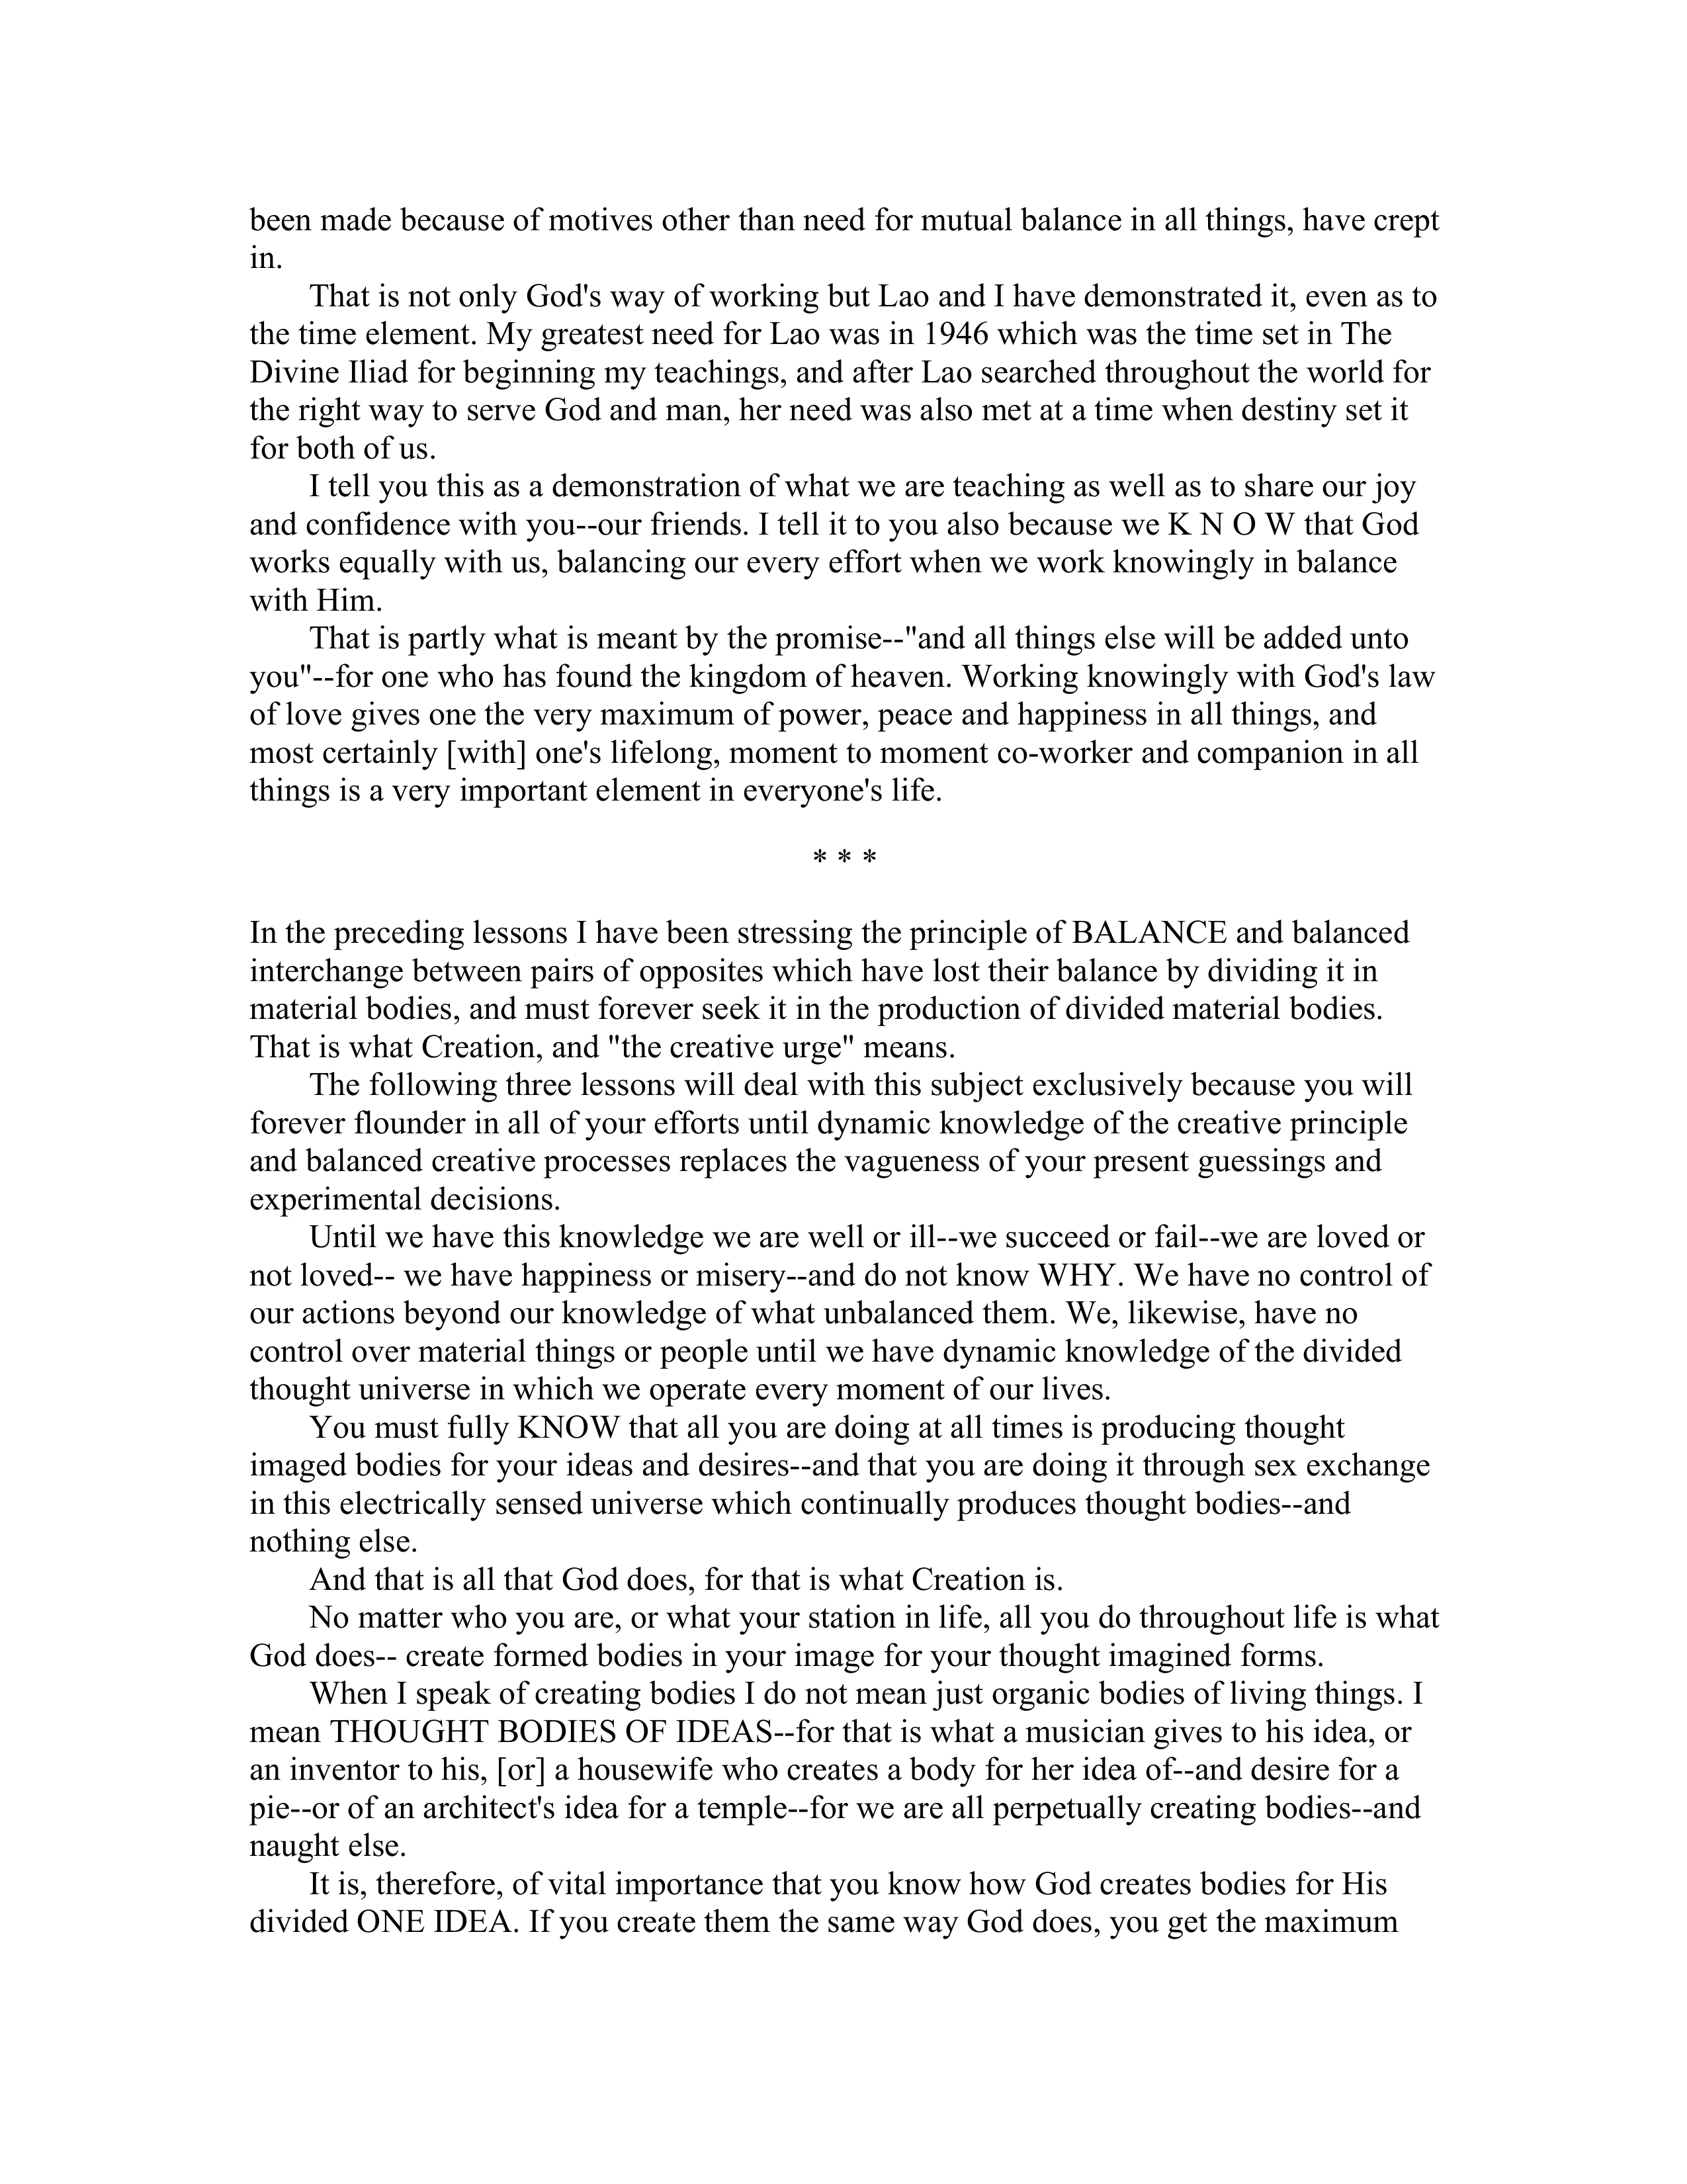 been made because of motives other than need for mutual balance in all things, have crept
in.
That is not only God's way of working but Lao and I have demonstrated it, even as to
the time element. My greatest need for Lao was in 1946 which was the time set in The
Divine Iliad for beginning my teachings, and after Lao searched throughout the world for
the right way to serve God and man, her need was also met at a time when destiny set it
for both of us.
I tell you this as a demonstration of what we are teaching as well as to share our joy
and confidence with you--our friends. I tell it to you also because we K N O W that God
works equally with us, balancing our every effort when we work knowingly in balance
with Him.
That is partly what is meant by the promise--"and all things else will be added unto
you"--for one who has found the kingdom of heaven. Working knowingly with God's law
of love gives one the very maximum of power, peace and happiness in all things, and
most certainly [with] one's lifelong, moment to moment co-worker and companion in all
things is a very important element in everyone's life.
* * *
In the preceding lessons I have been stressing the principle of BALANCE and balanced
interchange between pairs of opposites which have lost their balance by dividing it in
material bodies, and must forever seek it in the production of divided material bodies.
That is what Creation, and "the creative urge" means.
The following three lessons will deal with this subject exclusively because you will
forever flounder in all of your efforts until dynamic knowledge of the creative principle
and balanced creative processes replaces the vagueness of your present guessings and
experimental decisions.
Until we have this knowledge we are well or ill--we succeed or fail--we are loved or
not loved-- we have happiness or misery--and do not know WHY. We have no control of
our actions beyond our knowledge of what unbalanced them. We, likewise, have no
control over material things or people until we have dynamic knowledge of the divided
thought universe in which we operate every moment of our lives.
You must fully KNOW that all you are doing at all times is producing thought
imaged bodies for your ideas and desires--and that you are doing it through sex exchange
in this electrically sensed universe which continually produces thought bodies--and
nothing else.
And that is all that God does, for that is what Creation is.
No matter who you are, or what your station in life, all you do throughout life is what
God does-- create formed bodies in your image for your thought imagined forms.
When I speak of creating bodies I do not mean just organic bodies of living things. I
mean THOUGHT BODIES OF IDEAS--for that is what a musician gives to his idea, or
an inventor to his, [or] a housewife who creates a body for her idea of--and desire for a
pie--or of an architect's idea for a temple--for we are all perpetually creating bodies--and
naught else.
It is, therefore, of vital importance that you know how God creates bodies for His
divided ONE IDEA. If you create them the same way God does, you get the maximum